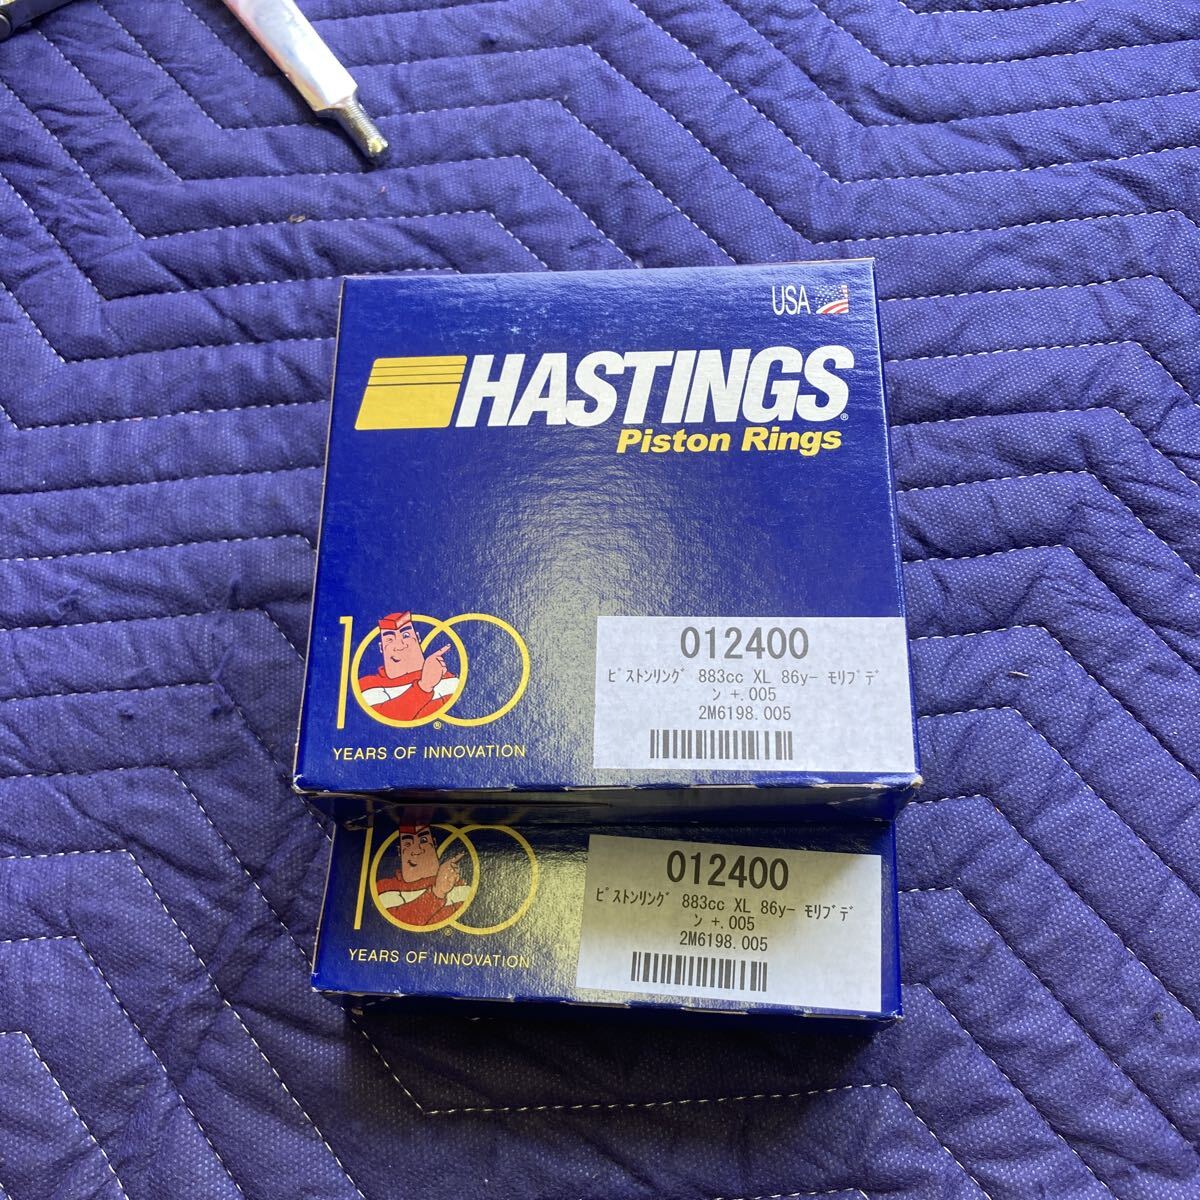 USA
HASTINGS®
Piston Rings
100
YEARS OF INNOVATION
012400
ﾋﾟｽﾄﾝﾘﾝｸﾞ 883cc XL 86y- ﾓﾘﾌﾞﾃﾞ
ﾝ +.005
2M6198.005
100
YEARS OF INNOVATION
012400
ﾋﾟｽﾄﾝﾘﾝｸﾞ 883cc XL 86y- ﾓﾘﾌﾞﾃﾞ
ﾝ +.005
2M6198.005